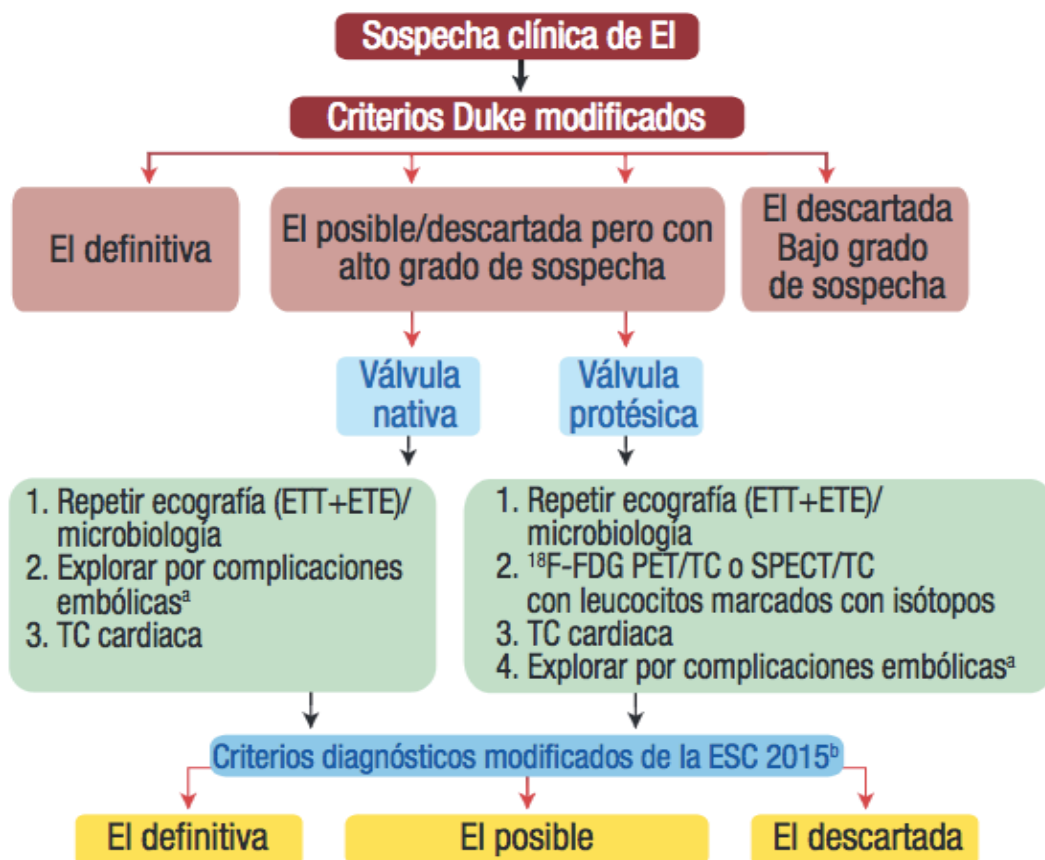 Sospecha clínica de EI
Criterios Duke modificados
EI definitiva
EI posible/descartada pero con
alto grado de sospecha
EI descartada
Bajo grado
de sospecha
Válvula
nativa
Válvula
protésica
1. Repetir ecografía (ETT+ETE)/
microbiología
2. Explorar por complicaciones
embólicasª
3. TC cardiaca
1. Repetir ecografía (ETT+ETE)/
microbiología
2. ¹⁸F-FDG PET/TC o SPECT/TC
con leucocitos marcados con isótopos
3. TC cardiaca
4. Explorar por complicaciones embólicasª
Criterios diagnósticos modificados de la ESC 2015ᵇ
EI definitiva
EI posible
EI descartada